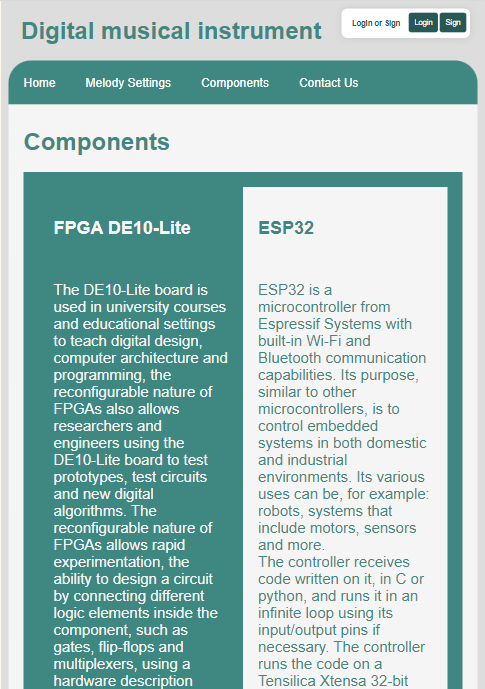 Digital musical instrument
Login or Sign
Login
Sign
Home
Melody Settings
Components
Contact Us
Components
FPGA DE10-Lite
The DE10-Lite board is
used in university courses
and educational settings
to teach digital design,
computer architecture and
programming, the
reconfigurable nature of
FPGAs also allows
researchers and
engineers using the
DE10-Lite board to test
prototypes, test circuits
and new digital
algorithms. The
reconfigurable nature of
FPGAs allows rapid
experimentation, the
ability to design a circuit
by connecting different
logic elements inside the
component, such as
gates, flip-flops and
multiplexers, using a
hardware description
ESP32
ESP32 is a
microcontroller from
Espressif Systems with
built-in Wi-Fi and
Bluetooth communication
capabilities. Its purpose,
similar to other
microcontrollers, is to
control embedded
systems in both domestic
and industrial
environments. Its various
uses can be, for example:
robots, systems that
include motors, sensors
and more.
The controller receives
code written on it, in C or
python, and runs it in an
infinite loop using its
input/output pins if
necessary. The controller
runs the code on a
Tensilica Xtensa 32-bit